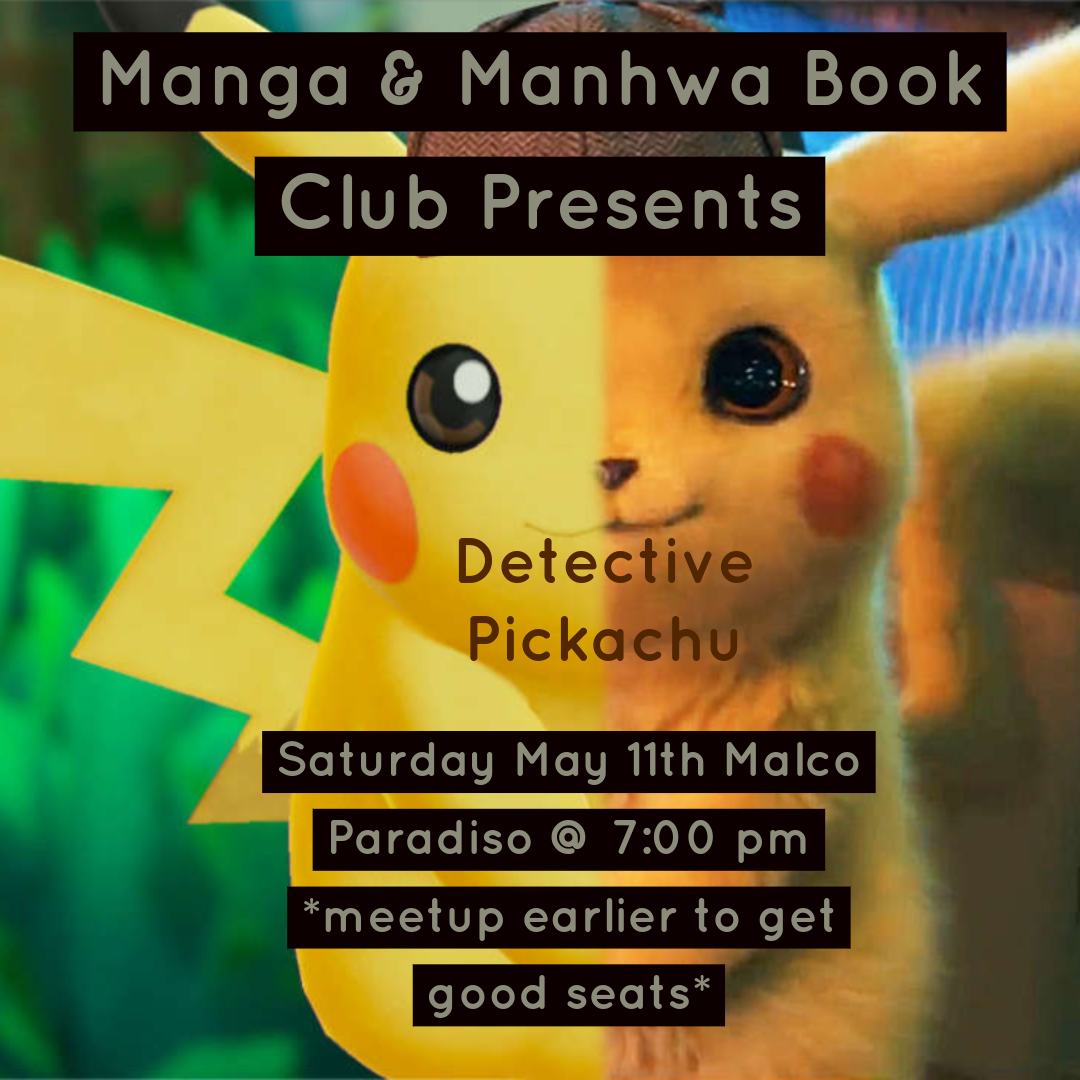 Manga & Manhwa Book
Club Presents
Detective
Pickachu
Saturday May 11th Malco
Paradiso @ 7:00 pm
*meetup earlier to get
good seats*